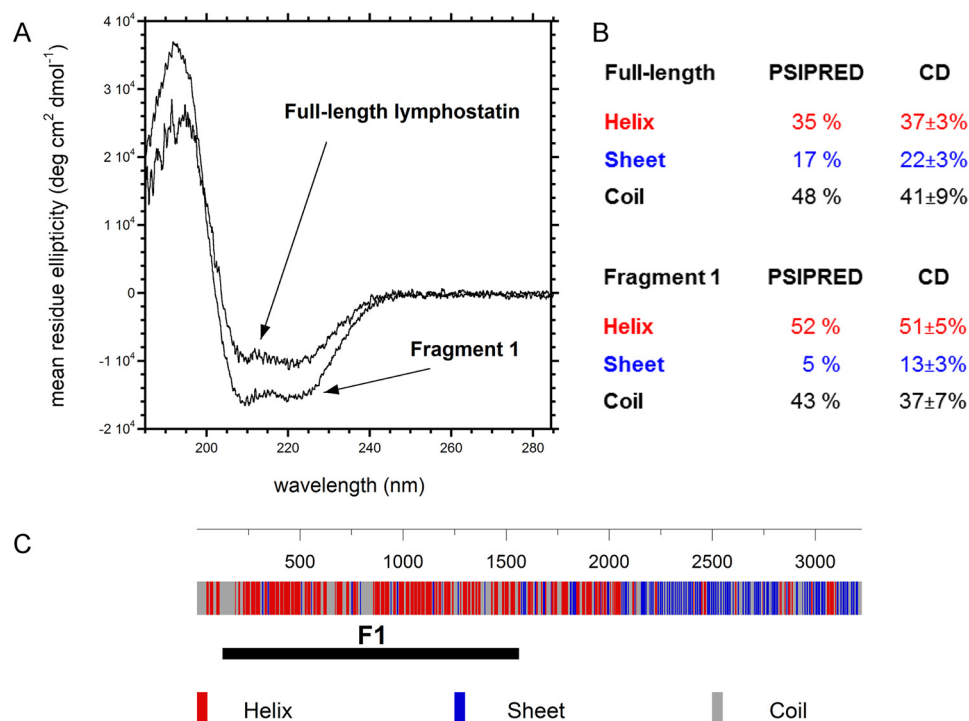 A
mean residue ellipticity (deg cm² dmol⁻¹)
4 10⁴
3 10⁴
2 10⁴
1 10⁴
0
-1 10⁴
-2 10⁴
200
220
240
260
280
wavelength (nm)
Full-length lymphostatin
Fragment 1
B
Full-length PSIPRED CD
Helix 35 % 37±3%
Sheet 17 % 22±3%
Coil 48 % 41±9%
Fragment 1 PSIPRED CD
Helix 52 % 51±5%
Sheet 5 % 13±3%
Coil 43 % 37±7%
C
500 1000 1500 2000 2500 3000
F1
Helix Sheet Coil